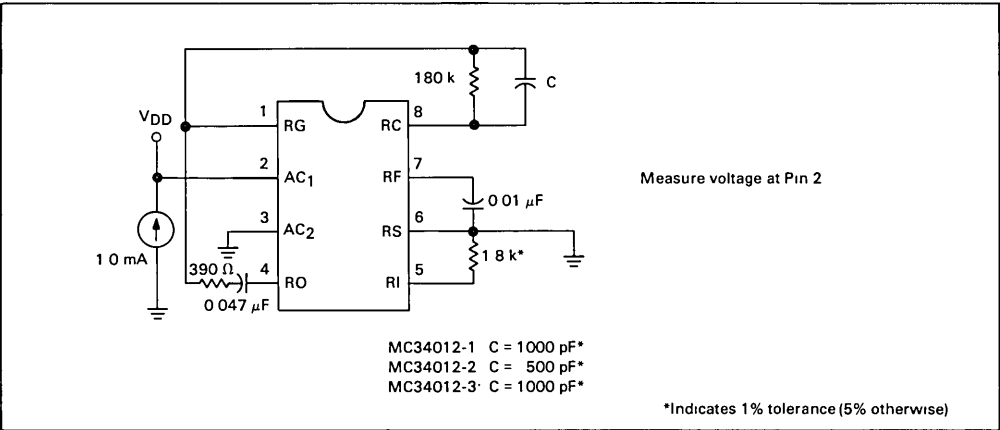 180 k
C
VDD
1
RG
RC
8
2
AC1
RF
7
Measure voltage at Pin 2
0 01 µF
3
AC2
RS
6
1 8 k*
1 0 mA
390 Ω
4
RO
RI
5
0 047 µF
MC34012-1 C = 1000 pF*
MC34012-2 C = 500 pF*
MC34012-3· C = 1000 pF*
*Indicates 1% tolerance (5% otherwise)